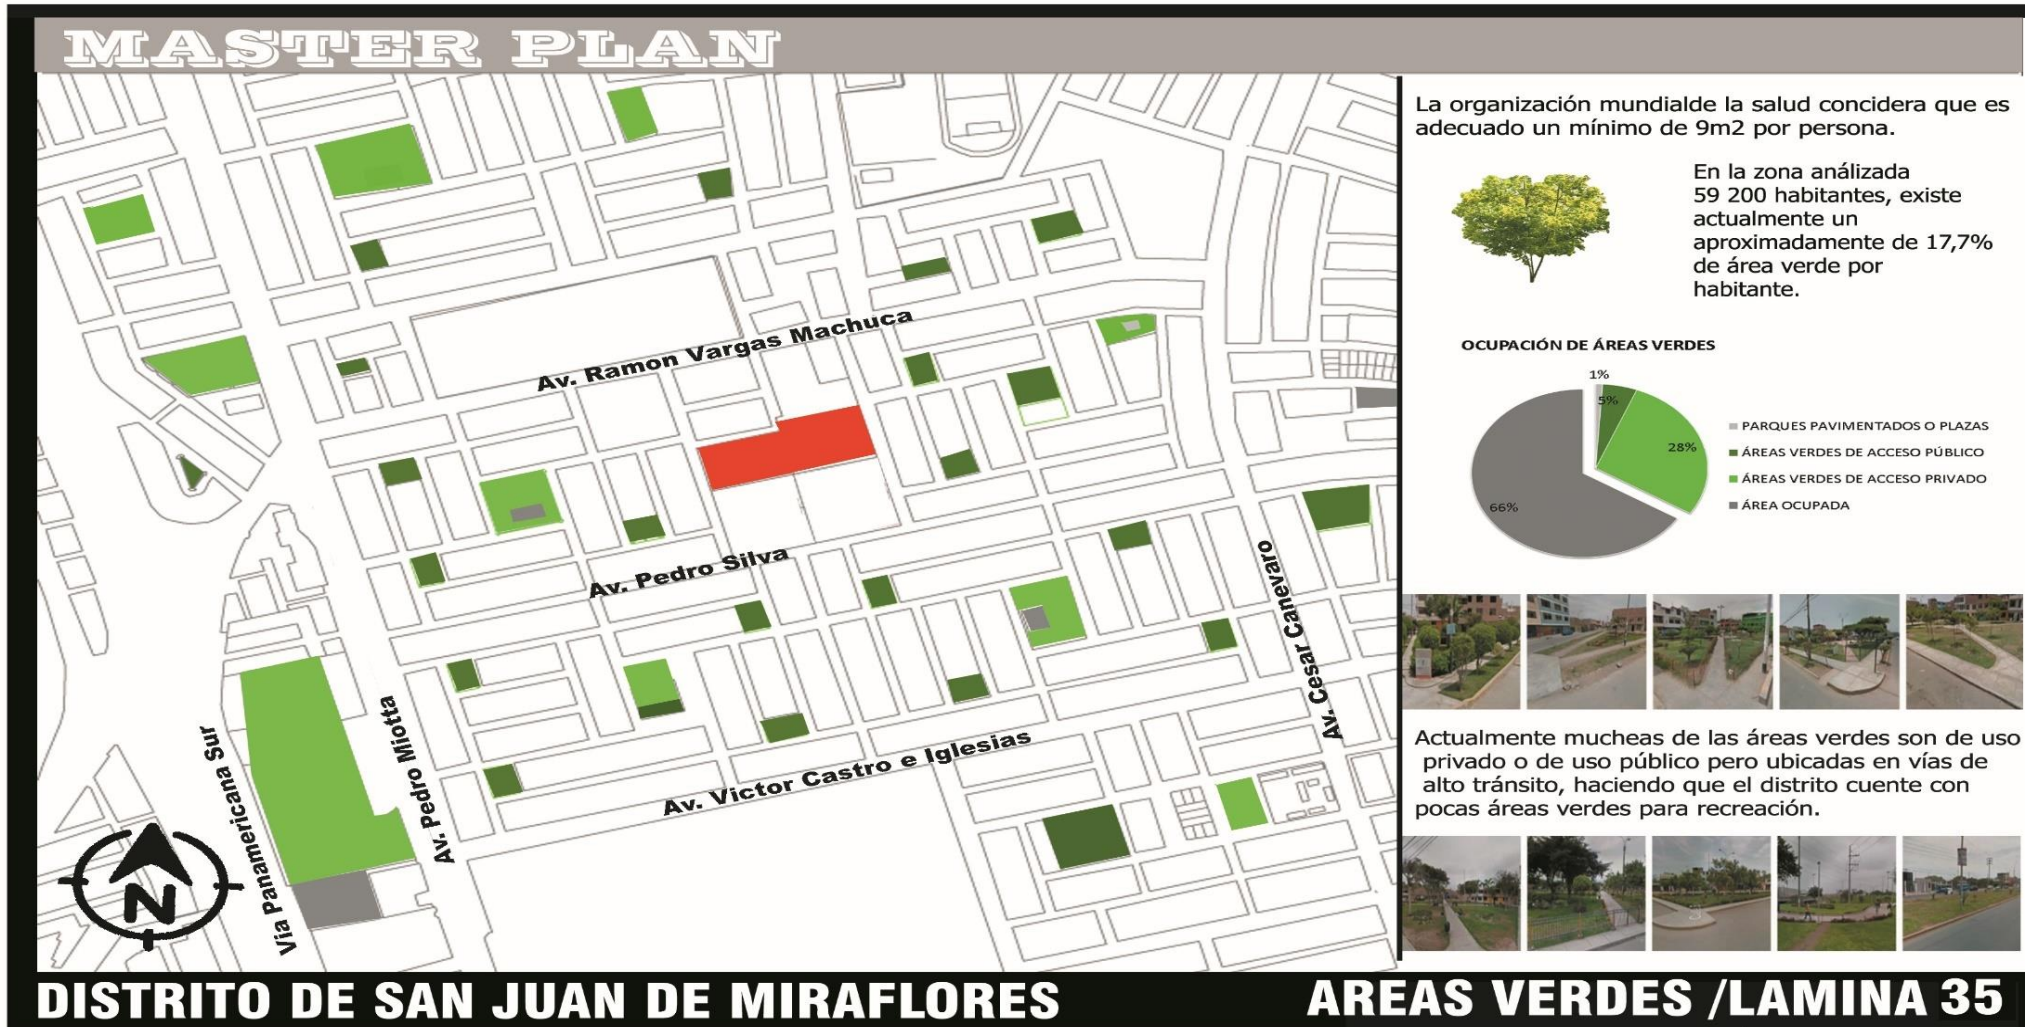 MASTER PLAN
Av. Ramon Vargas Machuca
Av. Pedro Silva
Av. Victor Castro e Iglesias
Av. Cesar Canevaro
Av. Pedro Miotta
Via Panamericana Sur
N
La organización mundialde la salud concidera que es
adecuado un mínimo de 9m2 por persona.
En la zona análizada
59 200 habitantes, existe
actualmente un
aproximadamente de 17,7%
de área verde por
habitante.
OCUPACIÓN DE ÁREAS VERDES
1%
5%
28%
66%
PARQUES PAVIMENTADOS O PLAZAS
ÁREAS VERDES DE ACCESO PÚBLICO
ÁREAS VERDES DE ACCESO PRIVADO
ÁREA OCUPADA
Actualmente mucheas de las áreas verdes son de uso
privado o de uso público pero ubicadas en vías de
alto tránsito, haciendo que el distrito cuente con
pocas áreas verdes para recreación.
DISTRITO DE SAN JUAN DE MIRAFLORES
AREAS VERDES /LAMINA 35